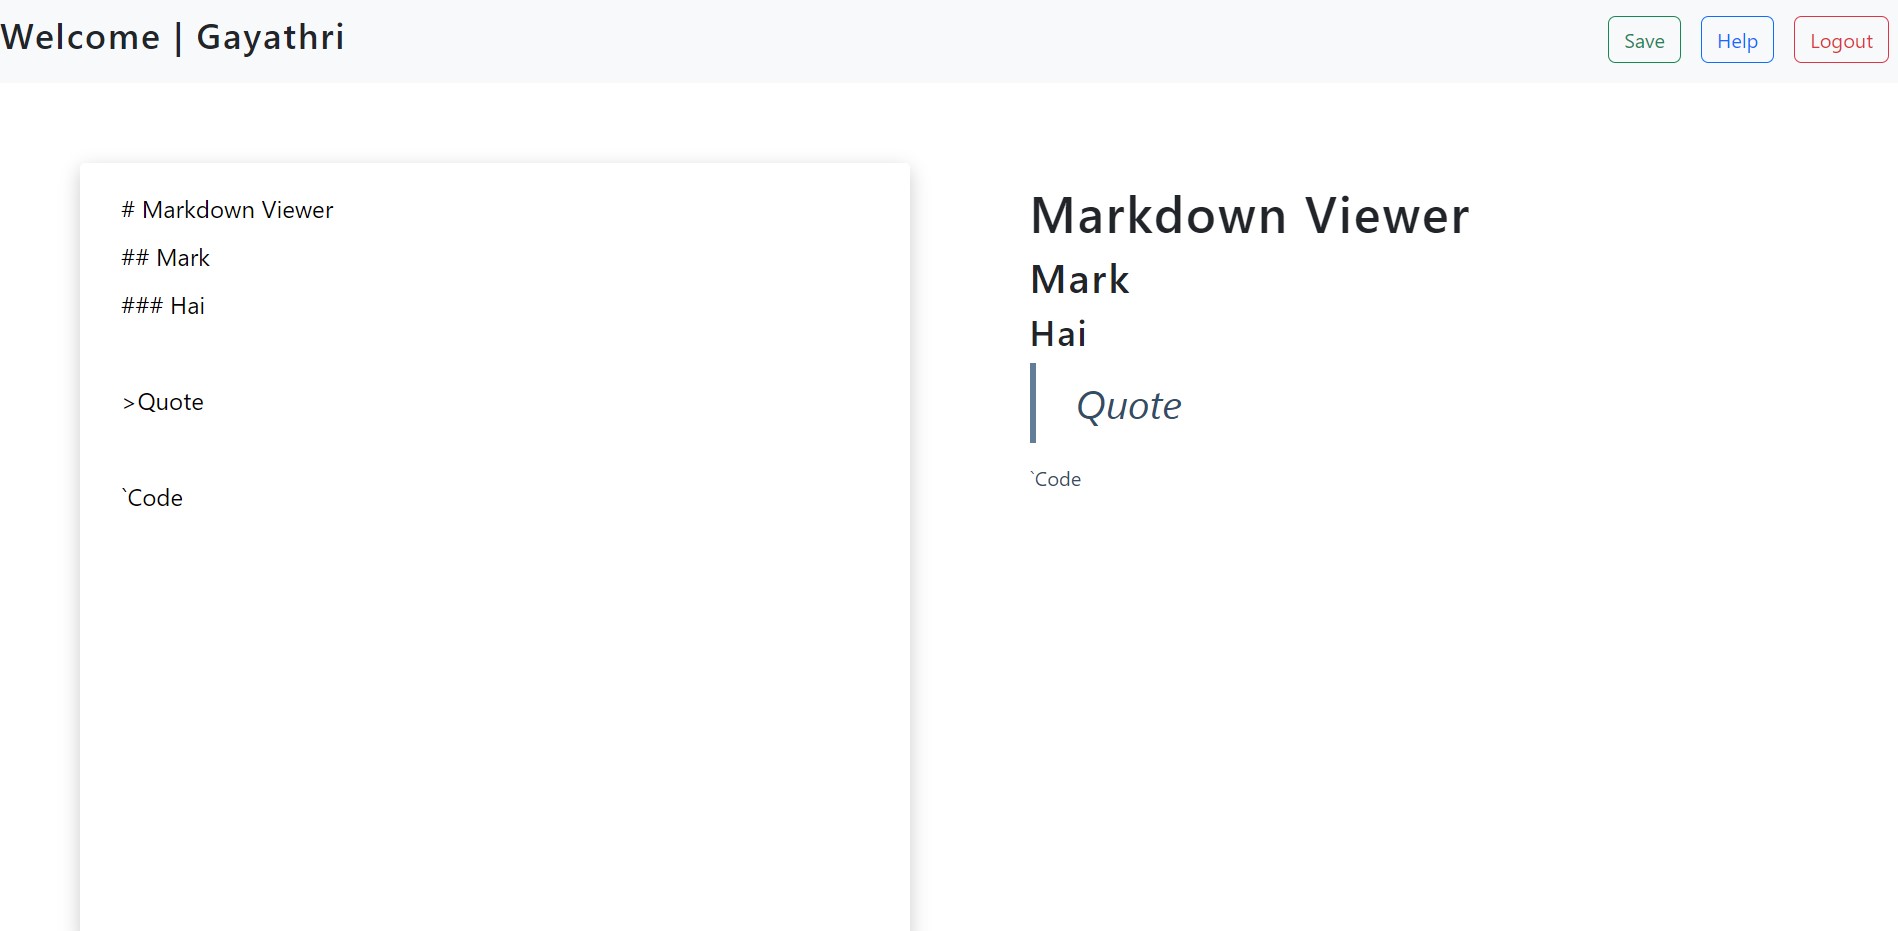 Welcome | Gayathri
Save
Help
Logout
# Markdown Viewer
## Mark
### Hai
>Quote
`Code
Markdown Viewer
Mark
Hai
Quote
`Code